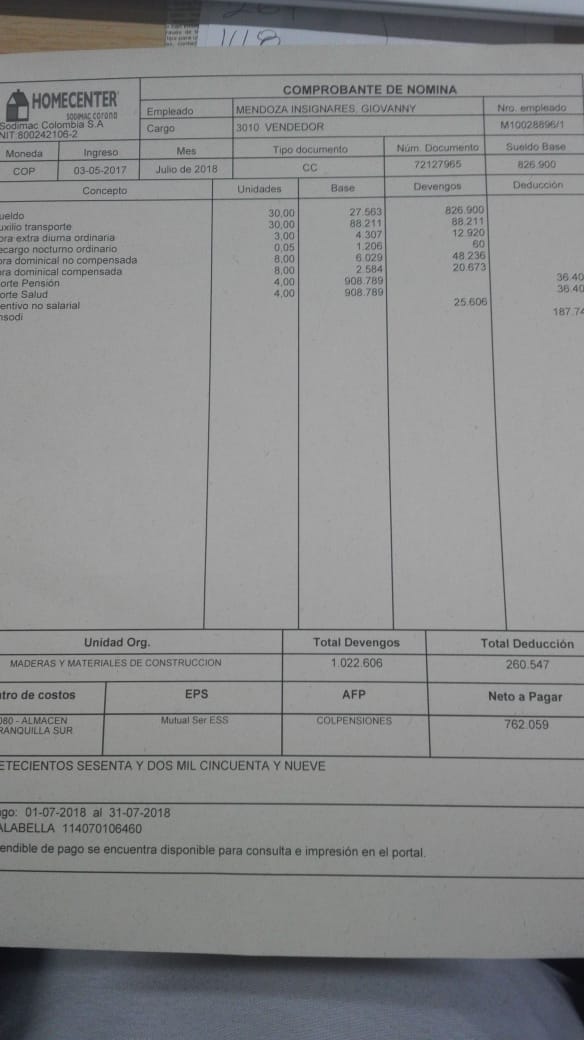 HOMECENTER
SODIMAC corona
Sodimac Colombia S.A
NIT 800242106-2
COMPROBANTE DE NOMINA
Empleado MENDOZA INSIGNARES, GIOVANNY Nro. empleado
Cargo 3010 VENDEDOR M10028896/1
Moneda Ingreso Mes Tipo documento Núm. Documento Sueldo Base
COP 03-05-2017 Julio de 2018 CC 72127965 826.900
Concepto Unidades Base Devengos Deducción
ueldo 30,00 27.563 826.900
uxilio transporte 30,00 88.211 88.211
ora extra diurna ordinaria 3,00 4.307 12.920
ecargo nocturno ordinario 0,05 1.206 60
ora dominical no compensada 8,00 6.029 48.236
ora dominical compensada 8,00 2.584 20.673
orte Pensión 4,00 908.789 36.40
orte Salud 4,00 908.789 36.40
entivo no salarial 25.606
nsodi 187.74
Unidad Org. Total Devengos Total Deducción
MADERAS Y MATERIALES DE CONSTRUCCION 1.022.606 260.547
tro de costos EPS AFP Neto a Pagar
080 - ALMACEN Mutual Ser ESS COLPENSIONES 762.059
RANQUILLA SUR
ETECIENTOS SESENTA Y DOS MIL CINCUENTA Y NUEVE
ago: 01-07-2018 al 31-07-2018
ALABELLA 114070106460
endible de pago se encuentra disponible para consulta e impresión en el portal.